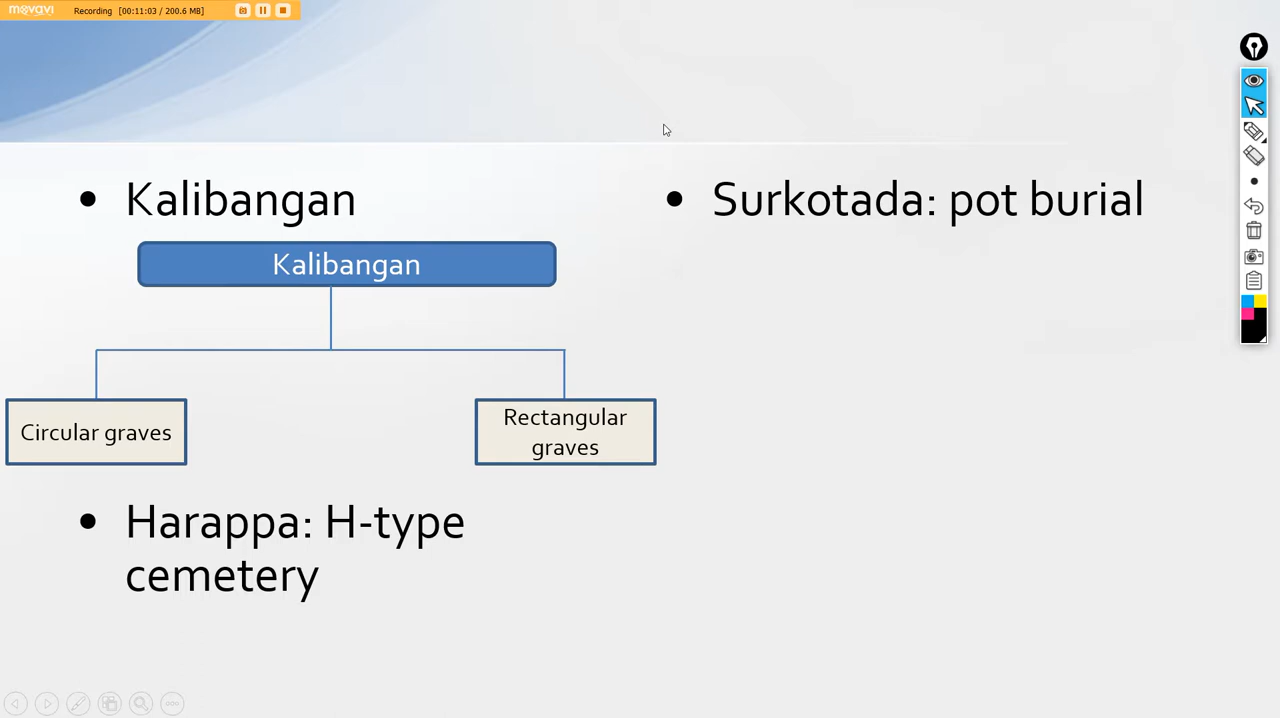 movavi Recording [00:11:03 / 200.6 MB]
• Kalibangan
Kalibangan
Circular graves
Rectangular
graves
• Harappa: H-type
cemetery
• Surkotada: pot burial